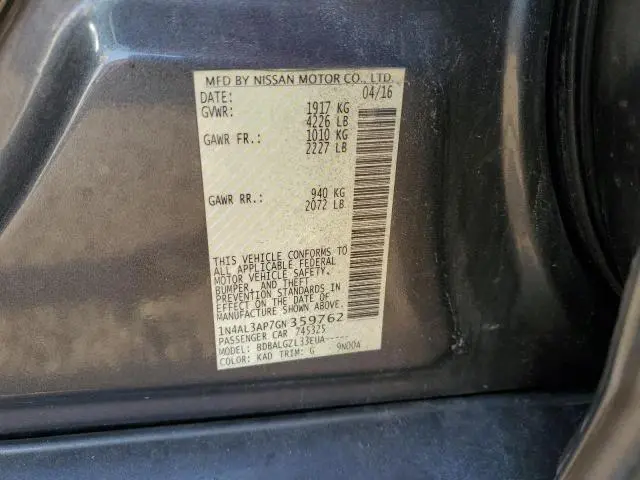 MFD BY NISSAN MOTOR CO., LTD.
DATE: 04/16
GVWR: 1917 KG
4226 LB
GAWR FR.: 1010 KG
2227 LB
GAWR RR.: 940 KG
2072 LB
THIS VEHICLE CONFORMS TO
ALL APPLICABLE FEDERAL
MOTOR VEHICLE SAFETY,
BUMPER, AND THEFT
PREVENTION STANDARDS IN
EFFECT ON THE DATE OF
MANUFACTURE SHOWN ABOVE.
1N4AL3AP7GN359762
PASSENGER CAR 745325
MODEL: BDBALGZL33EUA-----
COLOR: KAD TRIM: G 9N00A